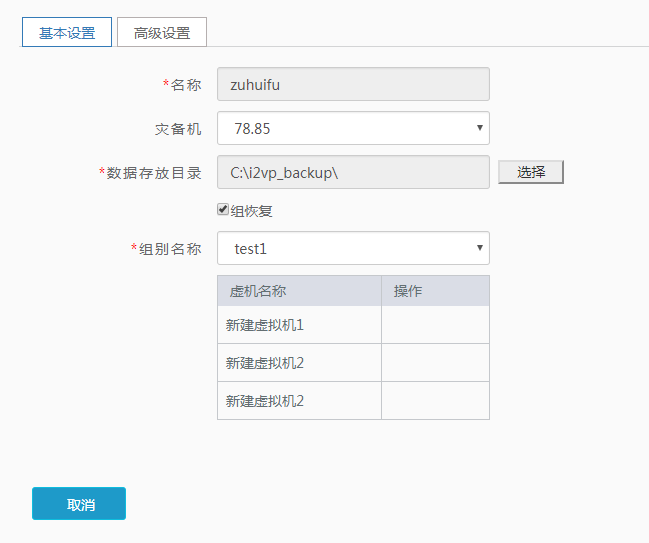 基本设置 高级设置
*名称 zuhuifu
灾备机 78.85
*数据存放目录 C:\i2vp_backup\ 选择
组恢复
*组别名称 test1
虚机名称 操作
新建虚拟机1
新建虚拟机2
新建虚拟机2
取消